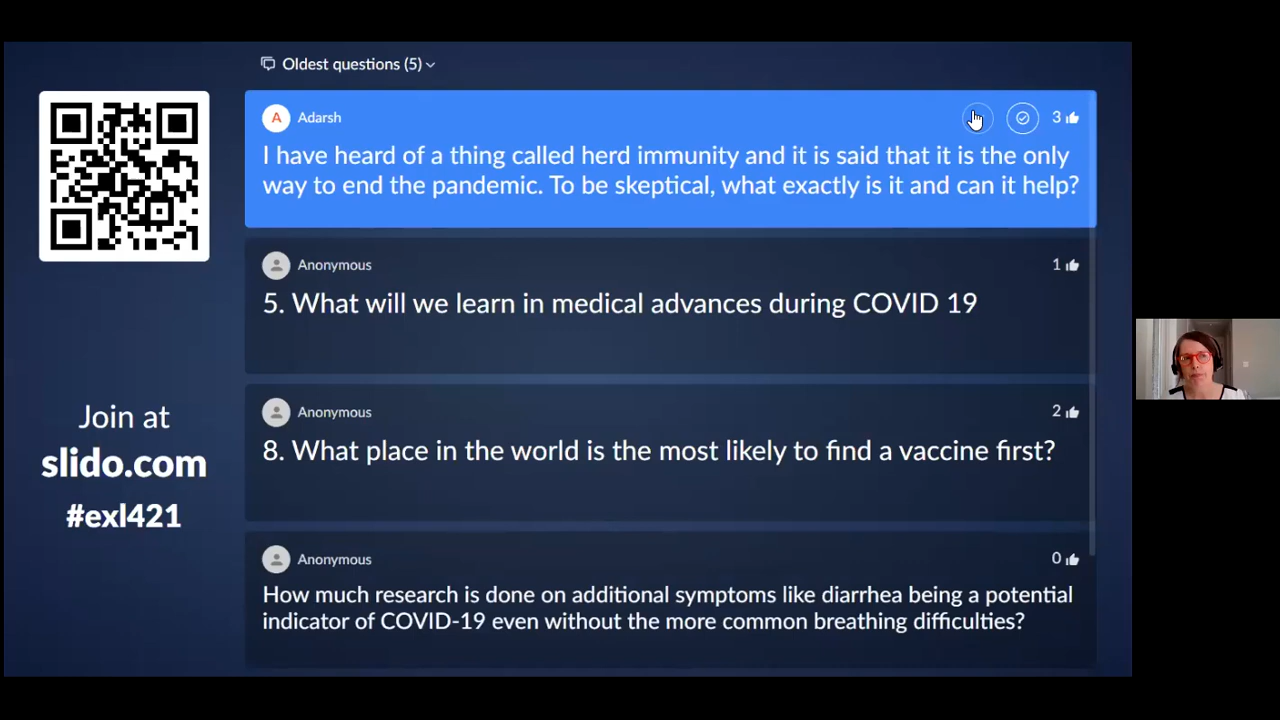 Oldest questions (5)
A Adarsh 3
I have heard of a thing called herd immunity and it is said that it is the only
way to end the pandemic. To be skeptical, what exactly is it and can it help?
Anonymous 1
5. What will we learn in medical advances during COVID 19
Anonymous 2
8. What place in the world is the most likely to find a vaccine first?
Anonymous 0
How much research is done on additional symptoms like diarrhea being a potential
indicator of COVID-19 even without the more common breathing difficulties?
Join at
slido.com
#exl421